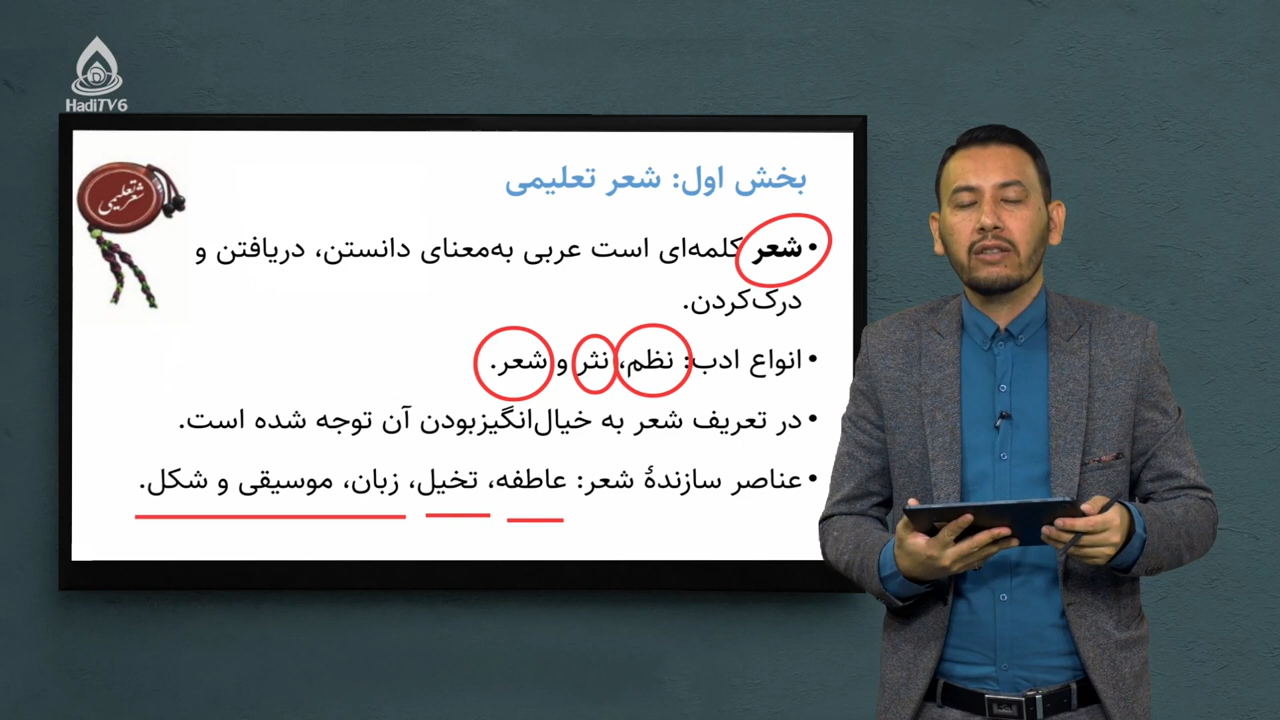 HadiTV6
بخش اول: شعر تعلیمی
شعر تعلیمی
• شعر کلمه‌ای است عربی به‌معنای دانستن، دریافتن و
درک‌کردن.
• انواع ادب: نظم، نثر و شعر.
• در تعریف شعر به خیال‌انگیزبودن آن توجه شده است.
• عناصر سازندهٔ شعر: عاطفه، تخیل، زبان، موسیقی و شکل.